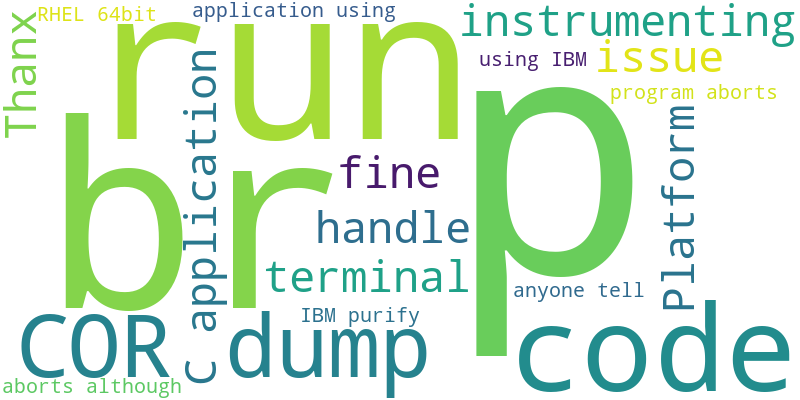 RHEL 64bit
application using
instrumenting
Thanx
run
using IBM
issue
program aborts
C application
br
p
fine
Platform
handle
terminal
anyone tell
IBM purify
COR
dump
code
aborts although